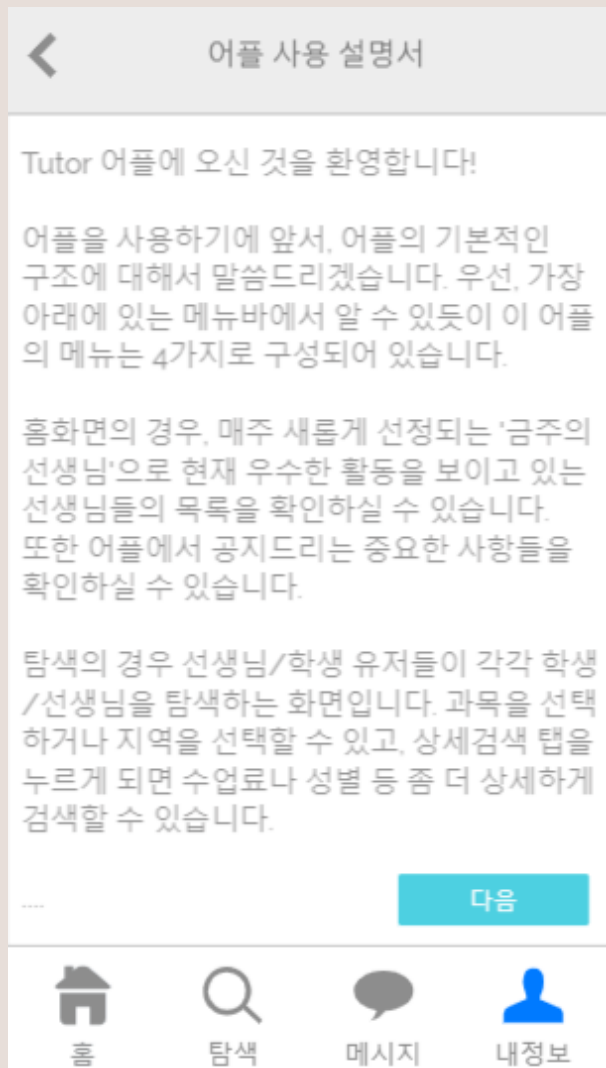 어플 사용 설명서
Tutor 어플에 오신 것을 환영합니다!
어플을 사용하기에 앞서, 어플의 기본적인
구조에 대해서 말씀드리겠습니다. 우선, 가장
아래에 있는 메뉴바에서 알 수 있듯이 이 어플
의 메뉴는 4가지로 구성되어 있습니다.
홈화면의 경우, 매주 새롭게 선정되는 '금주의
선생님'으로 현재 우수한 활동을 보이고 있는
선생님들의 목록을 확인하실 수 있습니다.
또한 어플에서 공지드리는 중요한 사항들을
확인하실 수 있습니다.
탐색의 경우 선생님/학생 유저들이 각각 학생
/선생님을 탐색하는 화면입니다. 과목을 선택
하거나 지역을 선택할 수 있고, 상세검색 탭을
누르게 되면 수업료나 성별 등 좀 더 상세하게
검색할 수 있습니다.
....
다음
홈 탐색 메시지 내정보